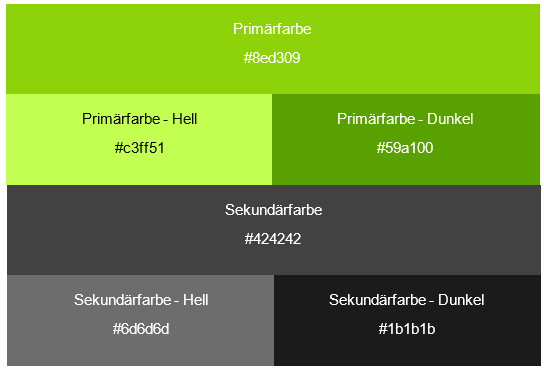 Primärfarbe
#8ed309
Primärfarbe - Hell
#c3ff51
Primärfarbe - Dunkel
#59a100
Sekundärfarbe
#424242
Sekundärfarbe - Hell
#6d6d6d
Sekundärfarbe - Dunkel
#1b1b1b